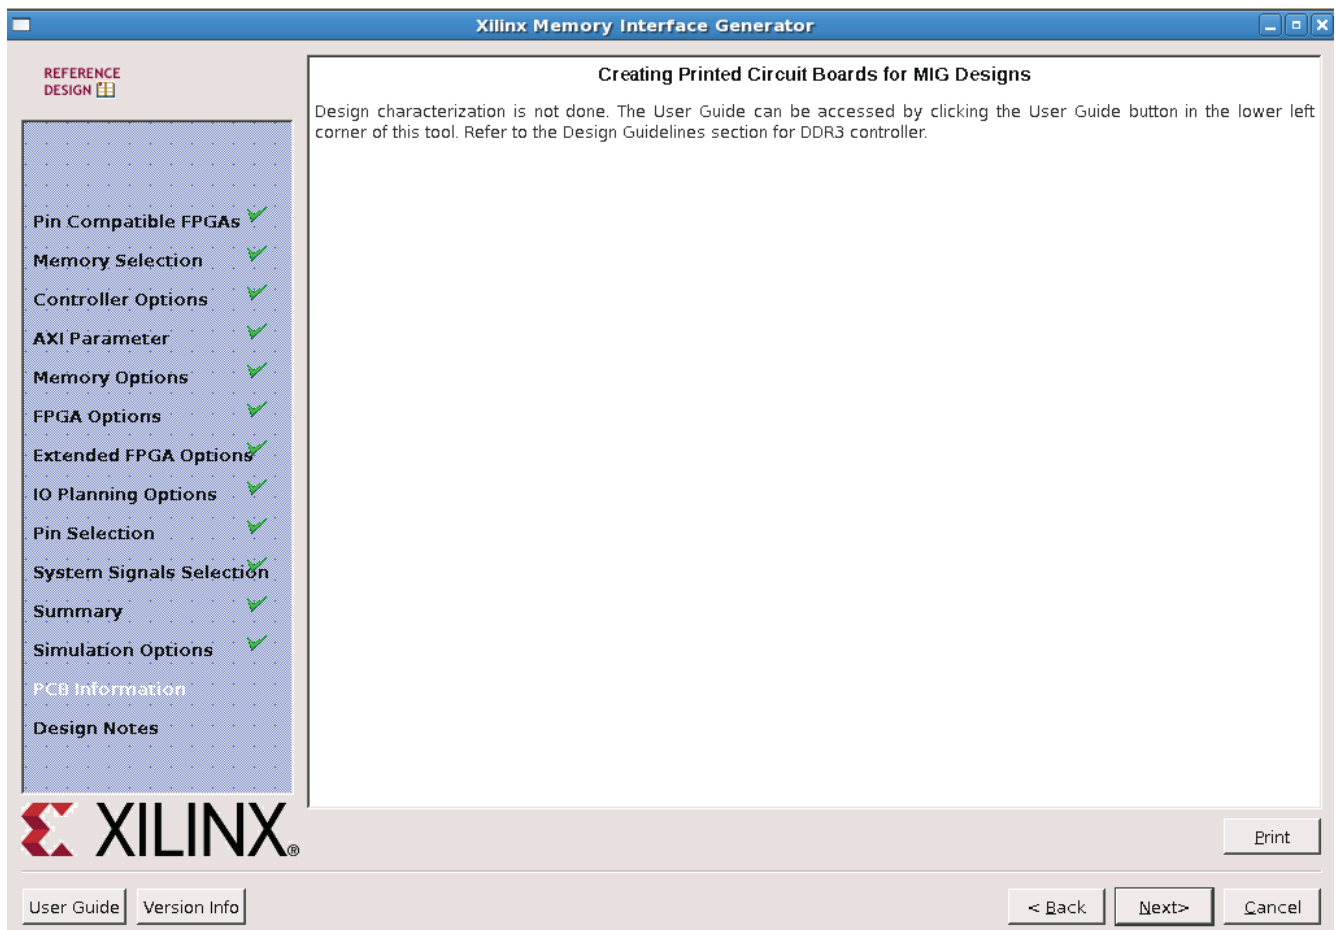 Xilinx Memory Interface Generator
REFERENCE
DESIGN
Pin Compatible FPGAs
Memory Selection
Controller Options
AXI Parameter
Memory Options
FPGA Options
Extended FPGA Options
IO Planning Options
Pin Selection
System Signals Selection
Summary
Simulation Options
PCB Information
Design Notes
XILINX®
Creating Printed Circuit Boards for MIG Designs
Design characterization is not done. The User Guide can be accessed by clicking the User Guide button in the lower left
corner of this tool. Refer to the Design Guidelines section for DDR3 controller.
Print
User Guide
Version Info
< Back
Next>
Cancel